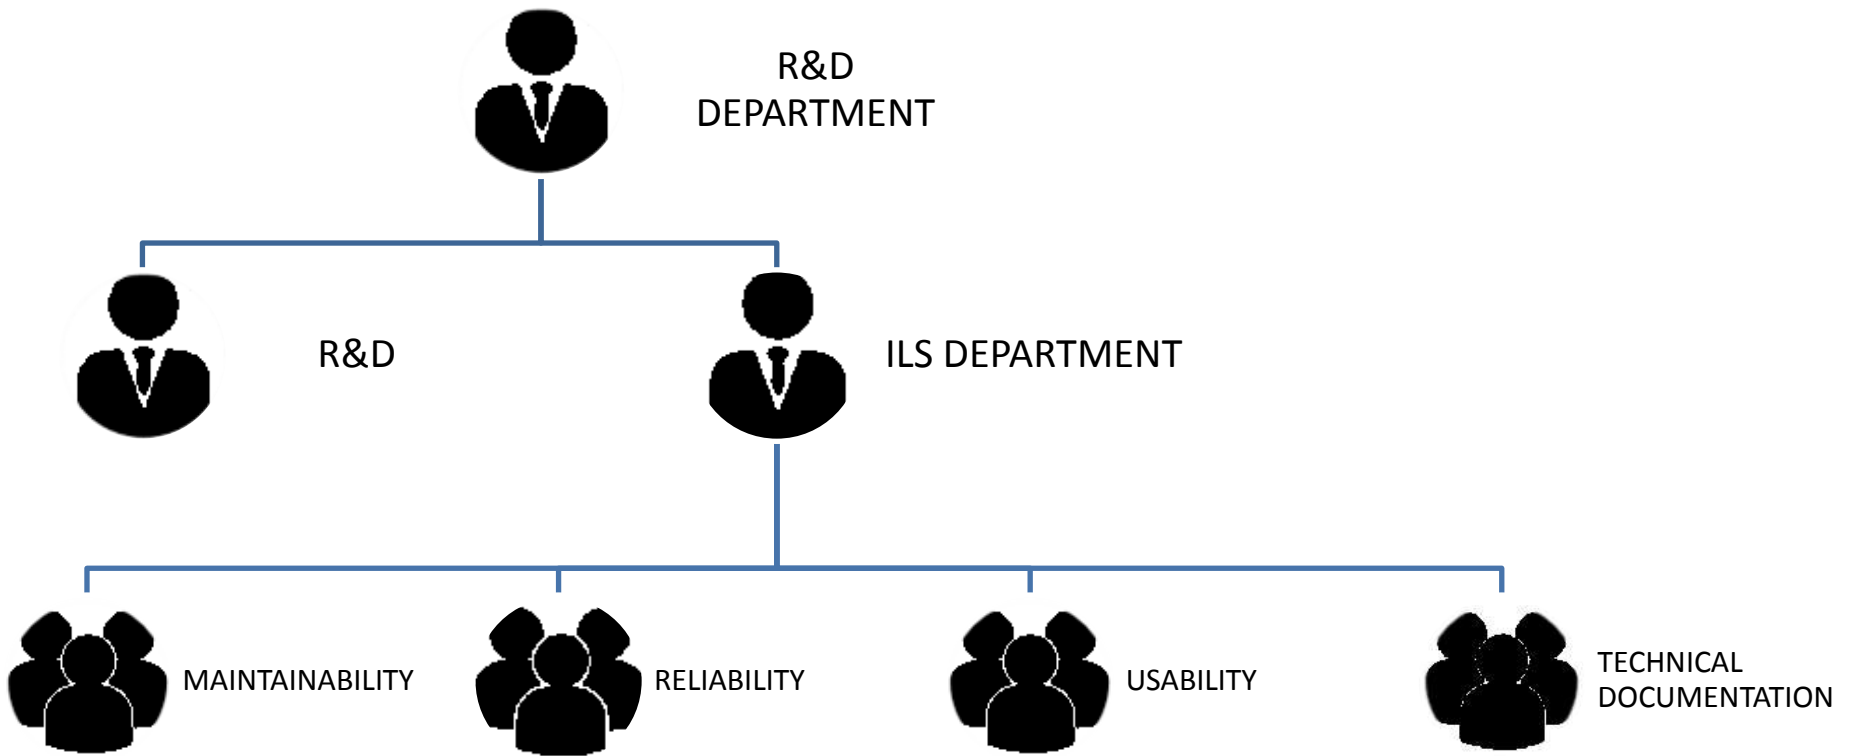 R&D
DEPARTMENT
R&D
ILS DEPARTMENT
MAINTAINABILITY
RELIABILITY
USABILITY
TECHNICAL
DOCUMENTATION